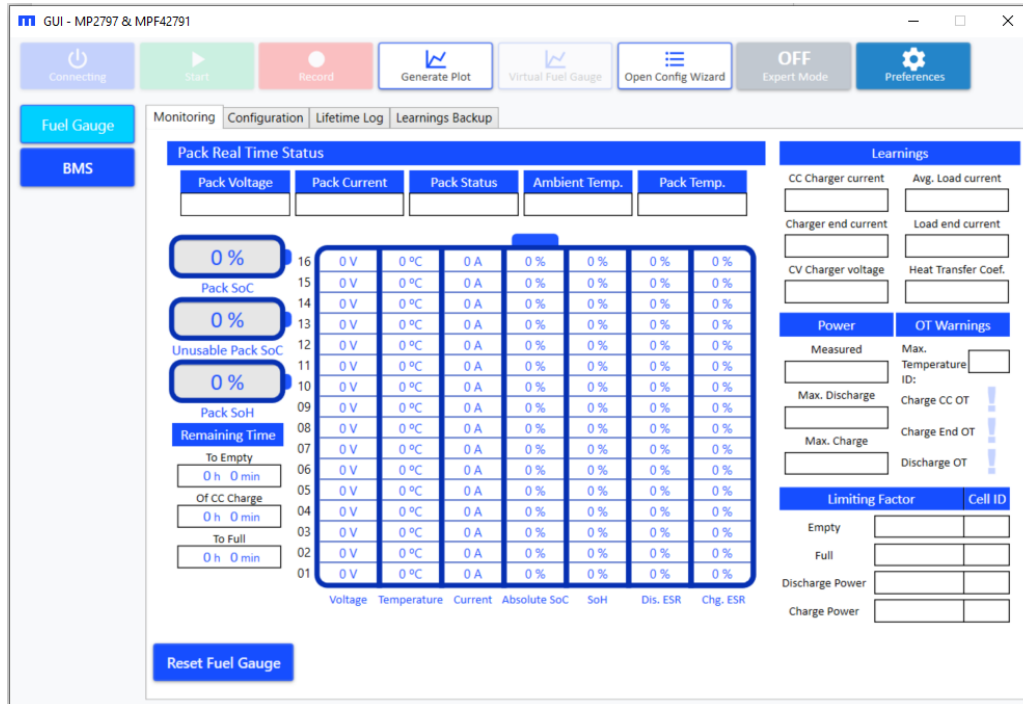 GUI - MP2797 & MPF42791
Connecting
Start
Record
Generate Plot
Virtual Fuel Gauge
Open Config Wizard
OFF
Expert Mode
Preferences
Fuel Gauge
BMS
Monitoring Configuration Lifetime Log Learnings Backup
Pack Real Time Status
Pack Voltage Pack Current Pack Status Ambient Temp. Pack Temp.
0 %
Pack SoC
0 %
Unusable Pack SoC
0 %
Pack SoH
Remaining Time
To Empty
0 h 0 min
Of CC Charge
0 h 0 min
To Full
0 h 0 min
16 0 V 0 ºC 0 A 0 % 0 % 0 % 0 %
15 0 V 0 ºC 0 A 0 % 0 % 0 % 0 %
14 0 V 0 ºC 0 A 0 % 0 % 0 % 0 %
13 0 V 0 ºC 0 A 0 % 0 % 0 % 0 %
12 0 V 0 ºC 0 A 0 % 0 % 0 % 0 %
11 0 V 0 ºC 0 A 0 % 0 % 0 % 0 %
10 0 V 0 ºC 0 A 0 % 0 % 0 % 0 %
09 0 V 0 ºC 0 A 0 % 0 % 0 % 0 %
08 0 V 0 ºC 0 A 0 % 0 % 0 % 0 %
07 0 V 0 ºC 0 A 0 % 0 % 0 % 0 %
06 0 V 0 ºC 0 A 0 % 0 % 0 % 0 %
05 0 V 0 ºC 0 A 0 % 0 % 0 % 0 %
04 0 V 0 ºC 0 A 0 % 0 % 0 % 0 %
03 0 V 0 ºC 0 A 0 % 0 % 0 % 0 %
02 0 V 0 ºC 0 A 0 % 0 % 0 % 0 %
01 0 V 0 ºC 0 A 0 % 0 % 0 % 0 %
Voltage Temperature Current Absolute SoC SoH Dis. ESR Chg. ESR
Reset Fuel Gauge
Learnings
CC Charger current Avg. Load current
Charger end current Load end current
CV Charger voltage Heat Transfer Coef.
Power
Measured
Max. Discharge
Max. Charge
OT Warnings
Max.
Temperature
ID:
Charge CC OT !
Charge End OT !
Discharge OT !
Limiting Factor Cell ID
Empty
Full
Discharge Power
Charge Power